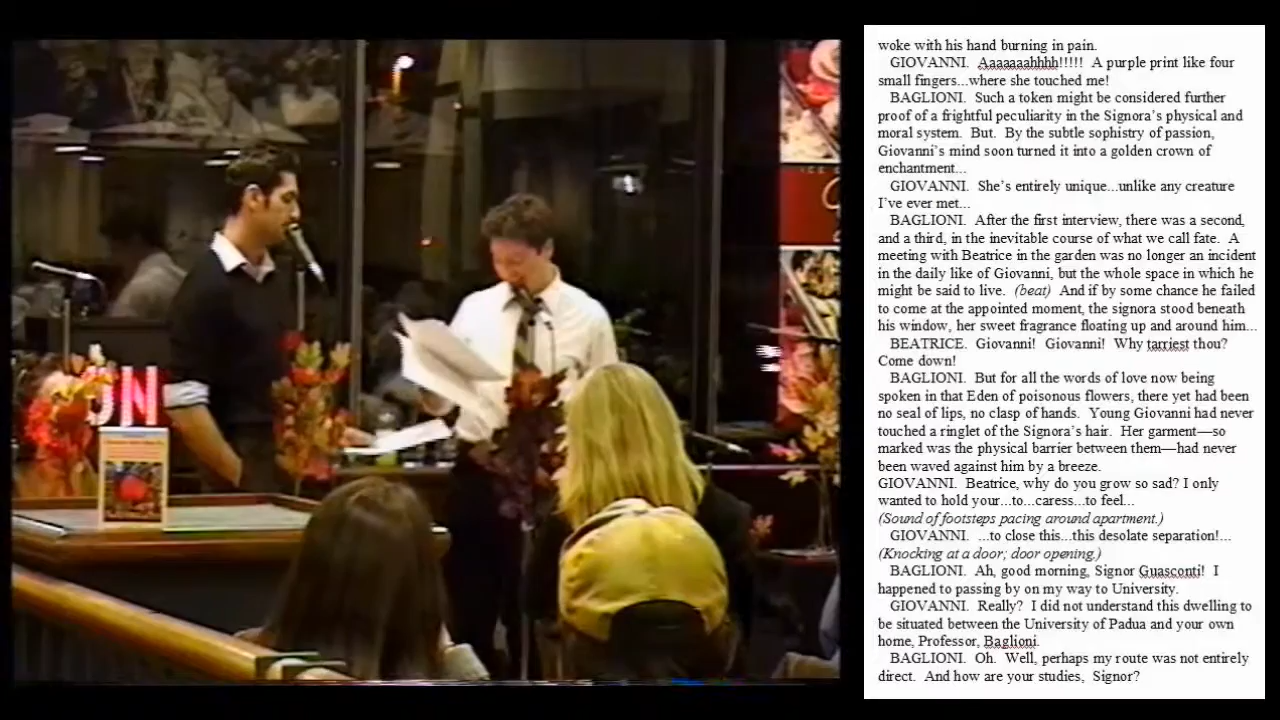 woke with his hand burning in pain.
GIOVANNI. Aaaaaaahhhh!!!!! A purple print like four
small fingers...where she touched me!
BAGLIONI. Such a token might be considered further
proof of a frightful peculiarity in the Signora's physical and
moral system. But. By the subtle sophistry of passion,
Giovanni's mind soon turned it into a golden crown of
enchantment...
GIOVANNI. She's entirely unique...unlike any creature
I've ever met...
BAGLIONI. After the first interview, there was a second,
and a third, in the inevitable course of what we call fate. A
meeting with Beatrice in the garden was no longer an incident
in the daily like of Giovanni, but the whole space in which he
might be said to live. (beat) And if by some chance he failed
to come at the appointed moment, the signora stood beneath
his window, her sweet fragrance floating up and around him...
BEATRICE. Giovanni! Giovanni! Why tarriest thou?
Come down!
BAGLIONI. But for all the words of love now being
spoken in that Eden of poisonous flowers, there yet had been
no seal of lips, no clasp of hands. Young Giovanni had never
touched a ringlet of the Signora's hair. Her garment—so
marked was the physical barrier between them—had never
been waved against him by a breeze.
GIOVANNI. Beatrice, why do you grow so sad? I only
wanted to hold your...to...caress...to feel...
(Sound of footsteps pacing around apartment.)
GIOVANNI. ...to close this...this desolate separation!...
(Knocking at a door; door opening.)
BAGLIONI. Ah, good morning, Signor Guasconti! I
happened to passing by on my way to University.
GIOVANNI. Really? I did not understand this dwelling to
be situated between the University of Padua and your own
home, Professor, Baglioni.
BAGLIONI. Oh. Well, perhaps my route was not entirely
direct. And how are your studies, Signor?